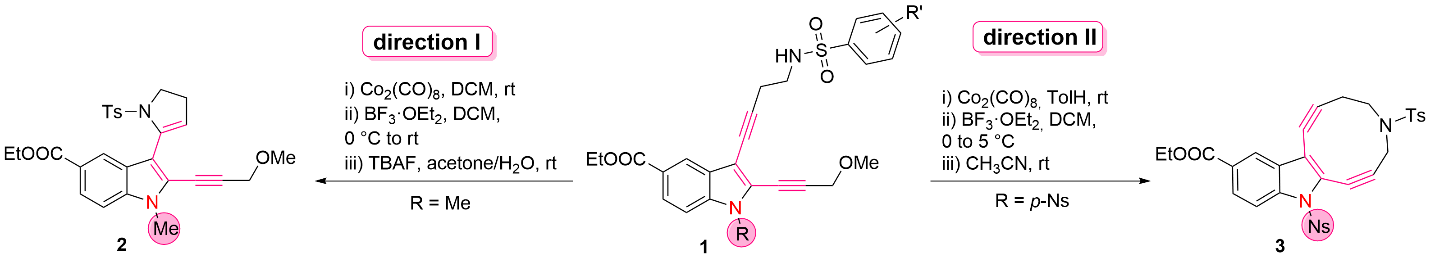 direction I
i) Co2(CO)8, DCM, rt
ii) BF3·OEt2, DCM,
0 °C to rt
iii) TBAF, acetone/H2O, rt
R = Me
Ts
N
EtOOC
OMe
N
Me
2
R'
HN
S
O
O
EtOOC
OMe
N
R
1
direction II
i) Co2(CO)8, TolH, rt
ii) BF3·OEt2, DCM,
0 to 5 °C
iii) CH3CN, rt
R = p-Ns
N
Ts
EtOOC
N
Ns
3